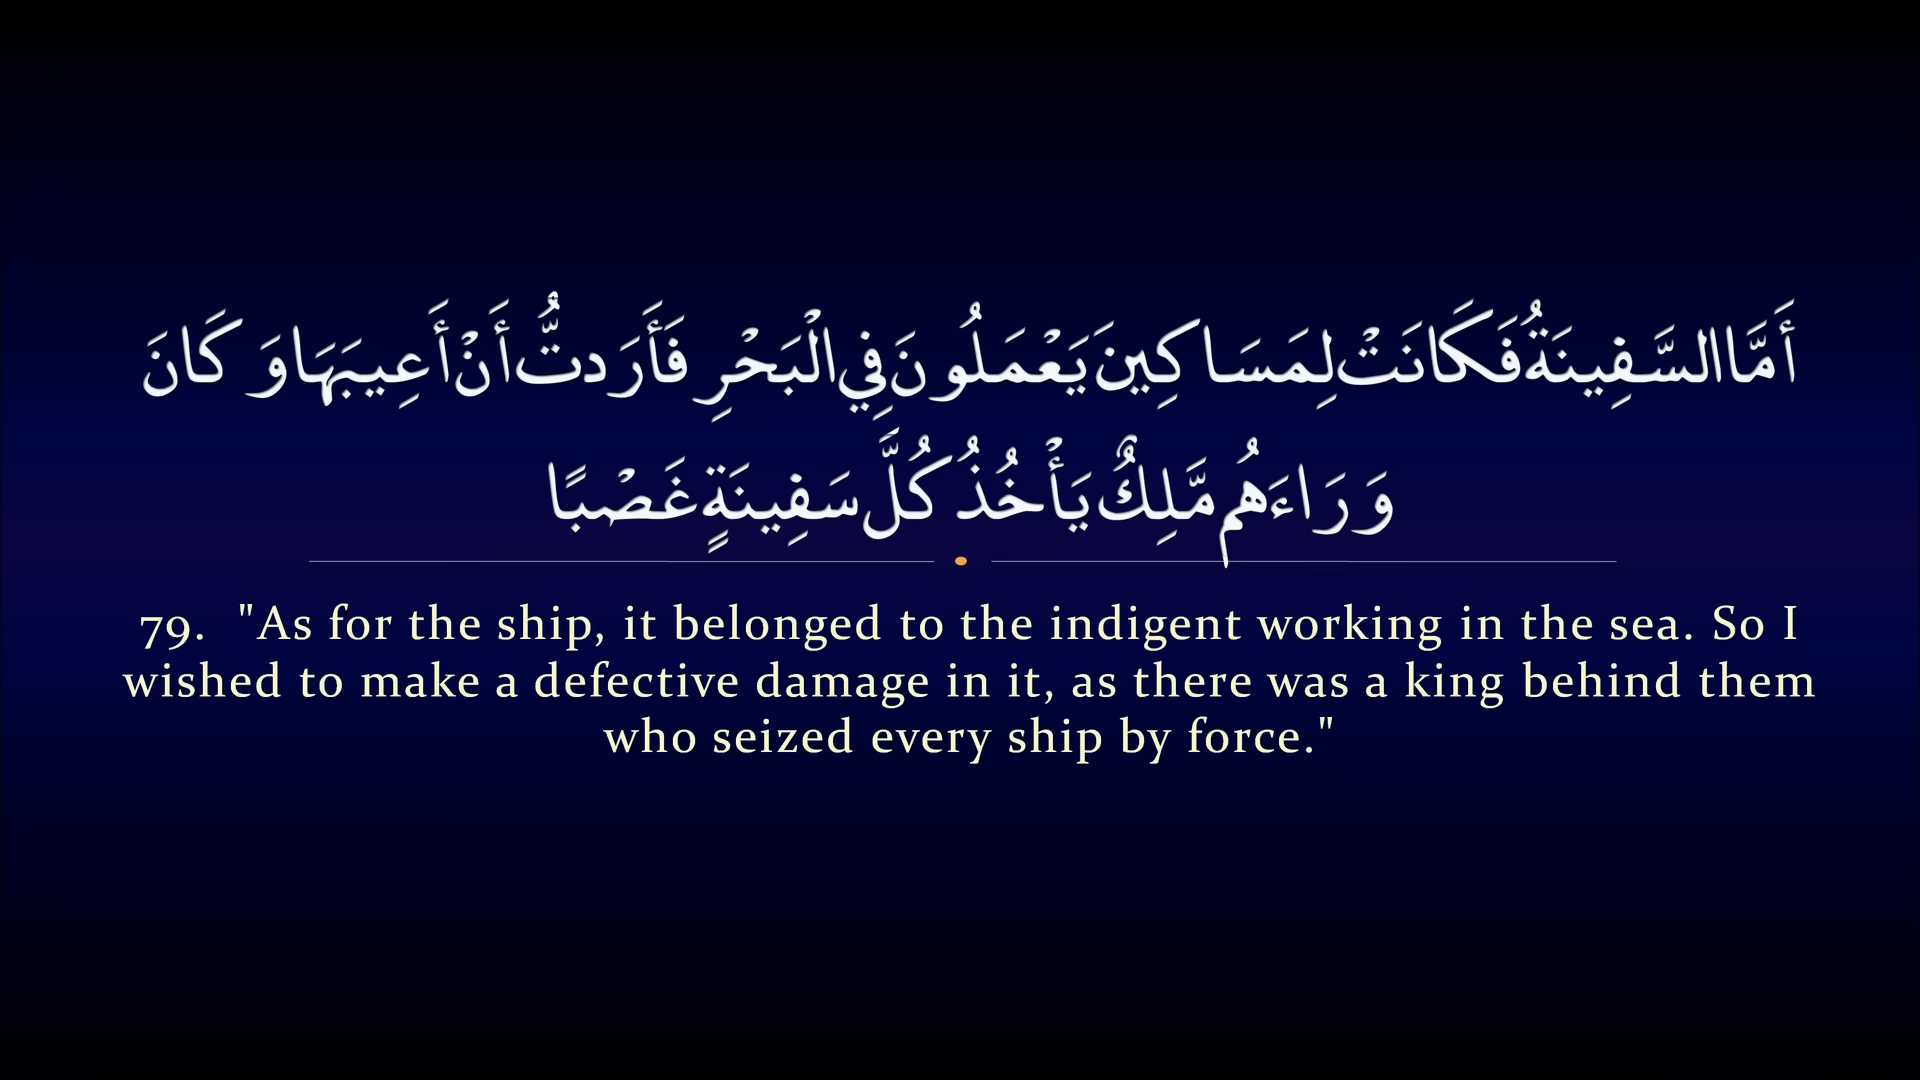 أَمَّا السَّفِينَةُ فَكَانَتْ لِمَسَاكِينَ يَعْمَلُونَ فِي الْبَحْرِ فَأَرَدتُّ أَنْ أَعِيبَهَا وَكَانَ
وَرَاءَهُم مَّلِكٌ يَأْخُذُ كُلَّ سَفِينَةٍ غَصْبًا
79. "As for the ship, it belonged to the indigent working in the sea. So I
wished to make a defective damage in it, as there was a king behind them
who seized every ship by force."